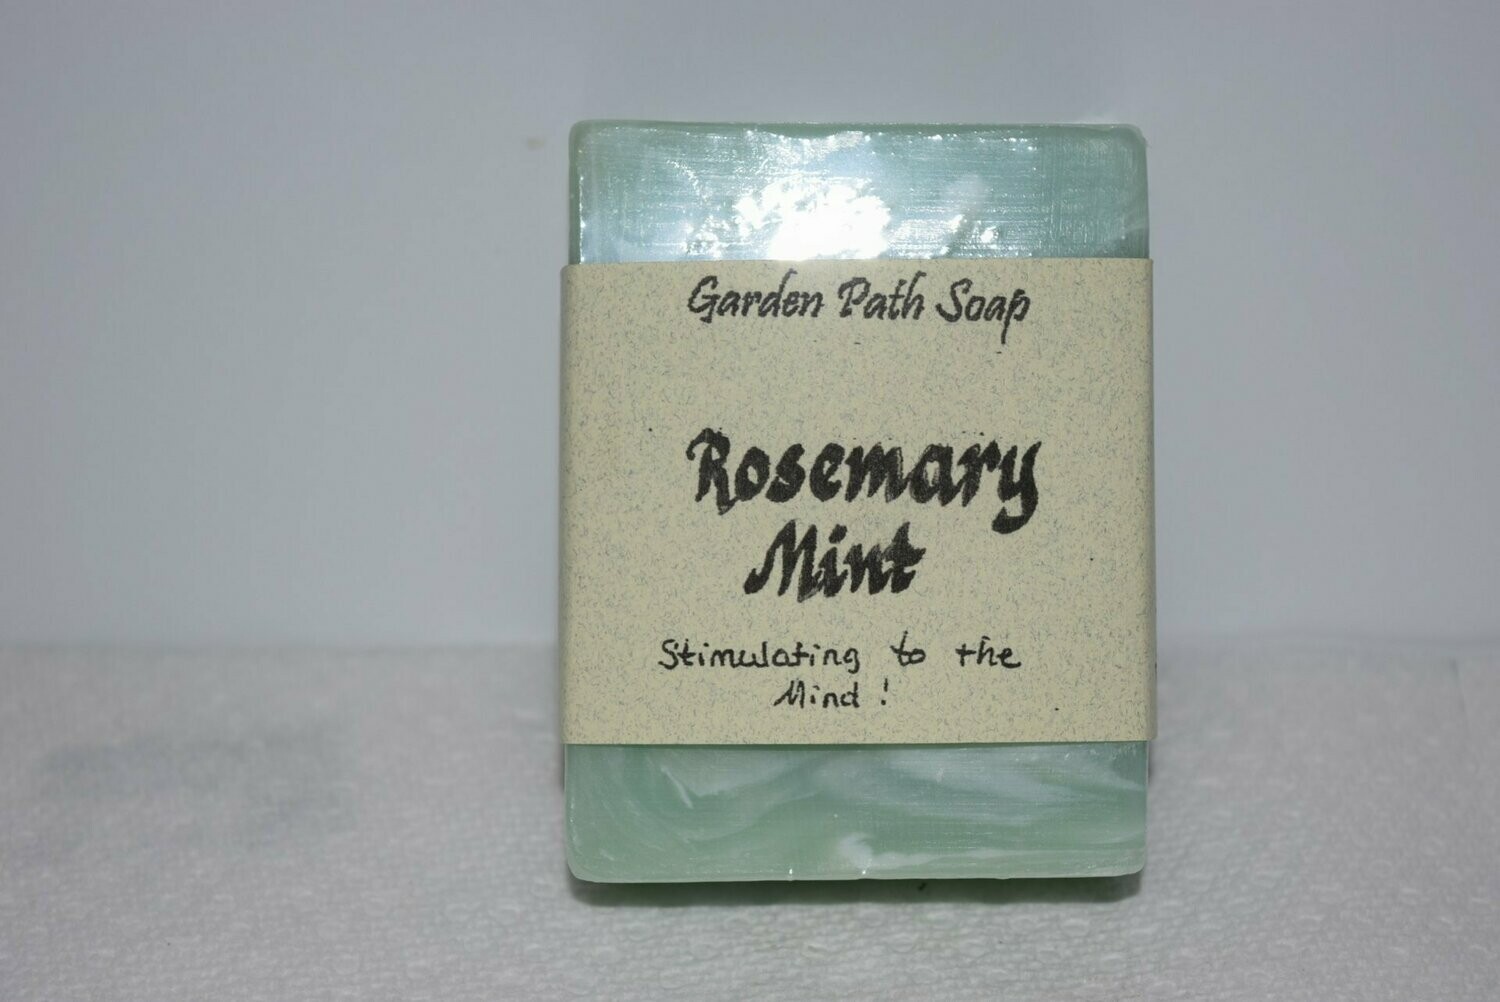 Garden Path Soap
Rosemary
Mint
Stimulating to the
Mind!